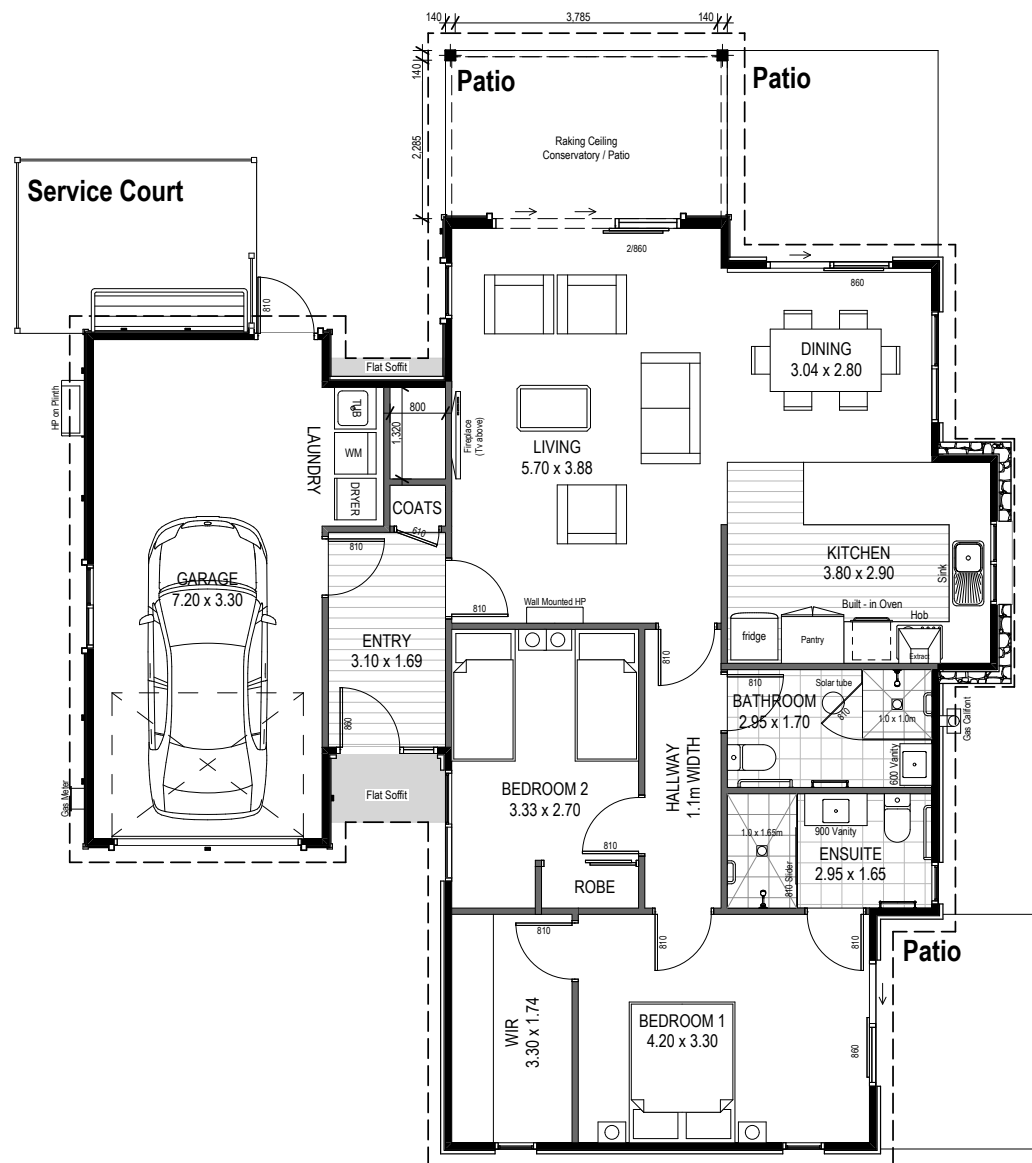 140
3,785
140
140
Patio
Patio
2,285
Raking Ceiling
Conservatory / Patio
Service Court
2/860
860
810
Flat Soffit
HP on Plinth
DINING
3.04 x 2.80
TUB
800
1,320
Fireplace
(Tv above)
LAUNDRY
WM
LIVING
5.70 x 3.88
DRYER
COATS
610
810
KITCHEN
3.80 x 2.90
Sink
GARAGE
7.20 x 3.30
810
Wall Mounted HP
Built - in Oven
Hob
fridge
Pantry
Extract
ENTRY
3.10 x 1.69
810
810
Solar tube
BATHROOM
2.95 x 1.70
810
1.0 x 1.0m
Gas Califont
860
600 Vanity
HALLWAY
1.1m WIDTH
Gas Meter
Flat Soffit
BEDROOM 2
3.33 x 2.70
1.0 x 1.65m
900 Vanity
810
ENSUITE
2.95 x 1.65
810 Slider
ROBE
810
810
810
Patio
WIR
3.30 x 1.74
BEDROOM 1
4.20 x 3.30
860